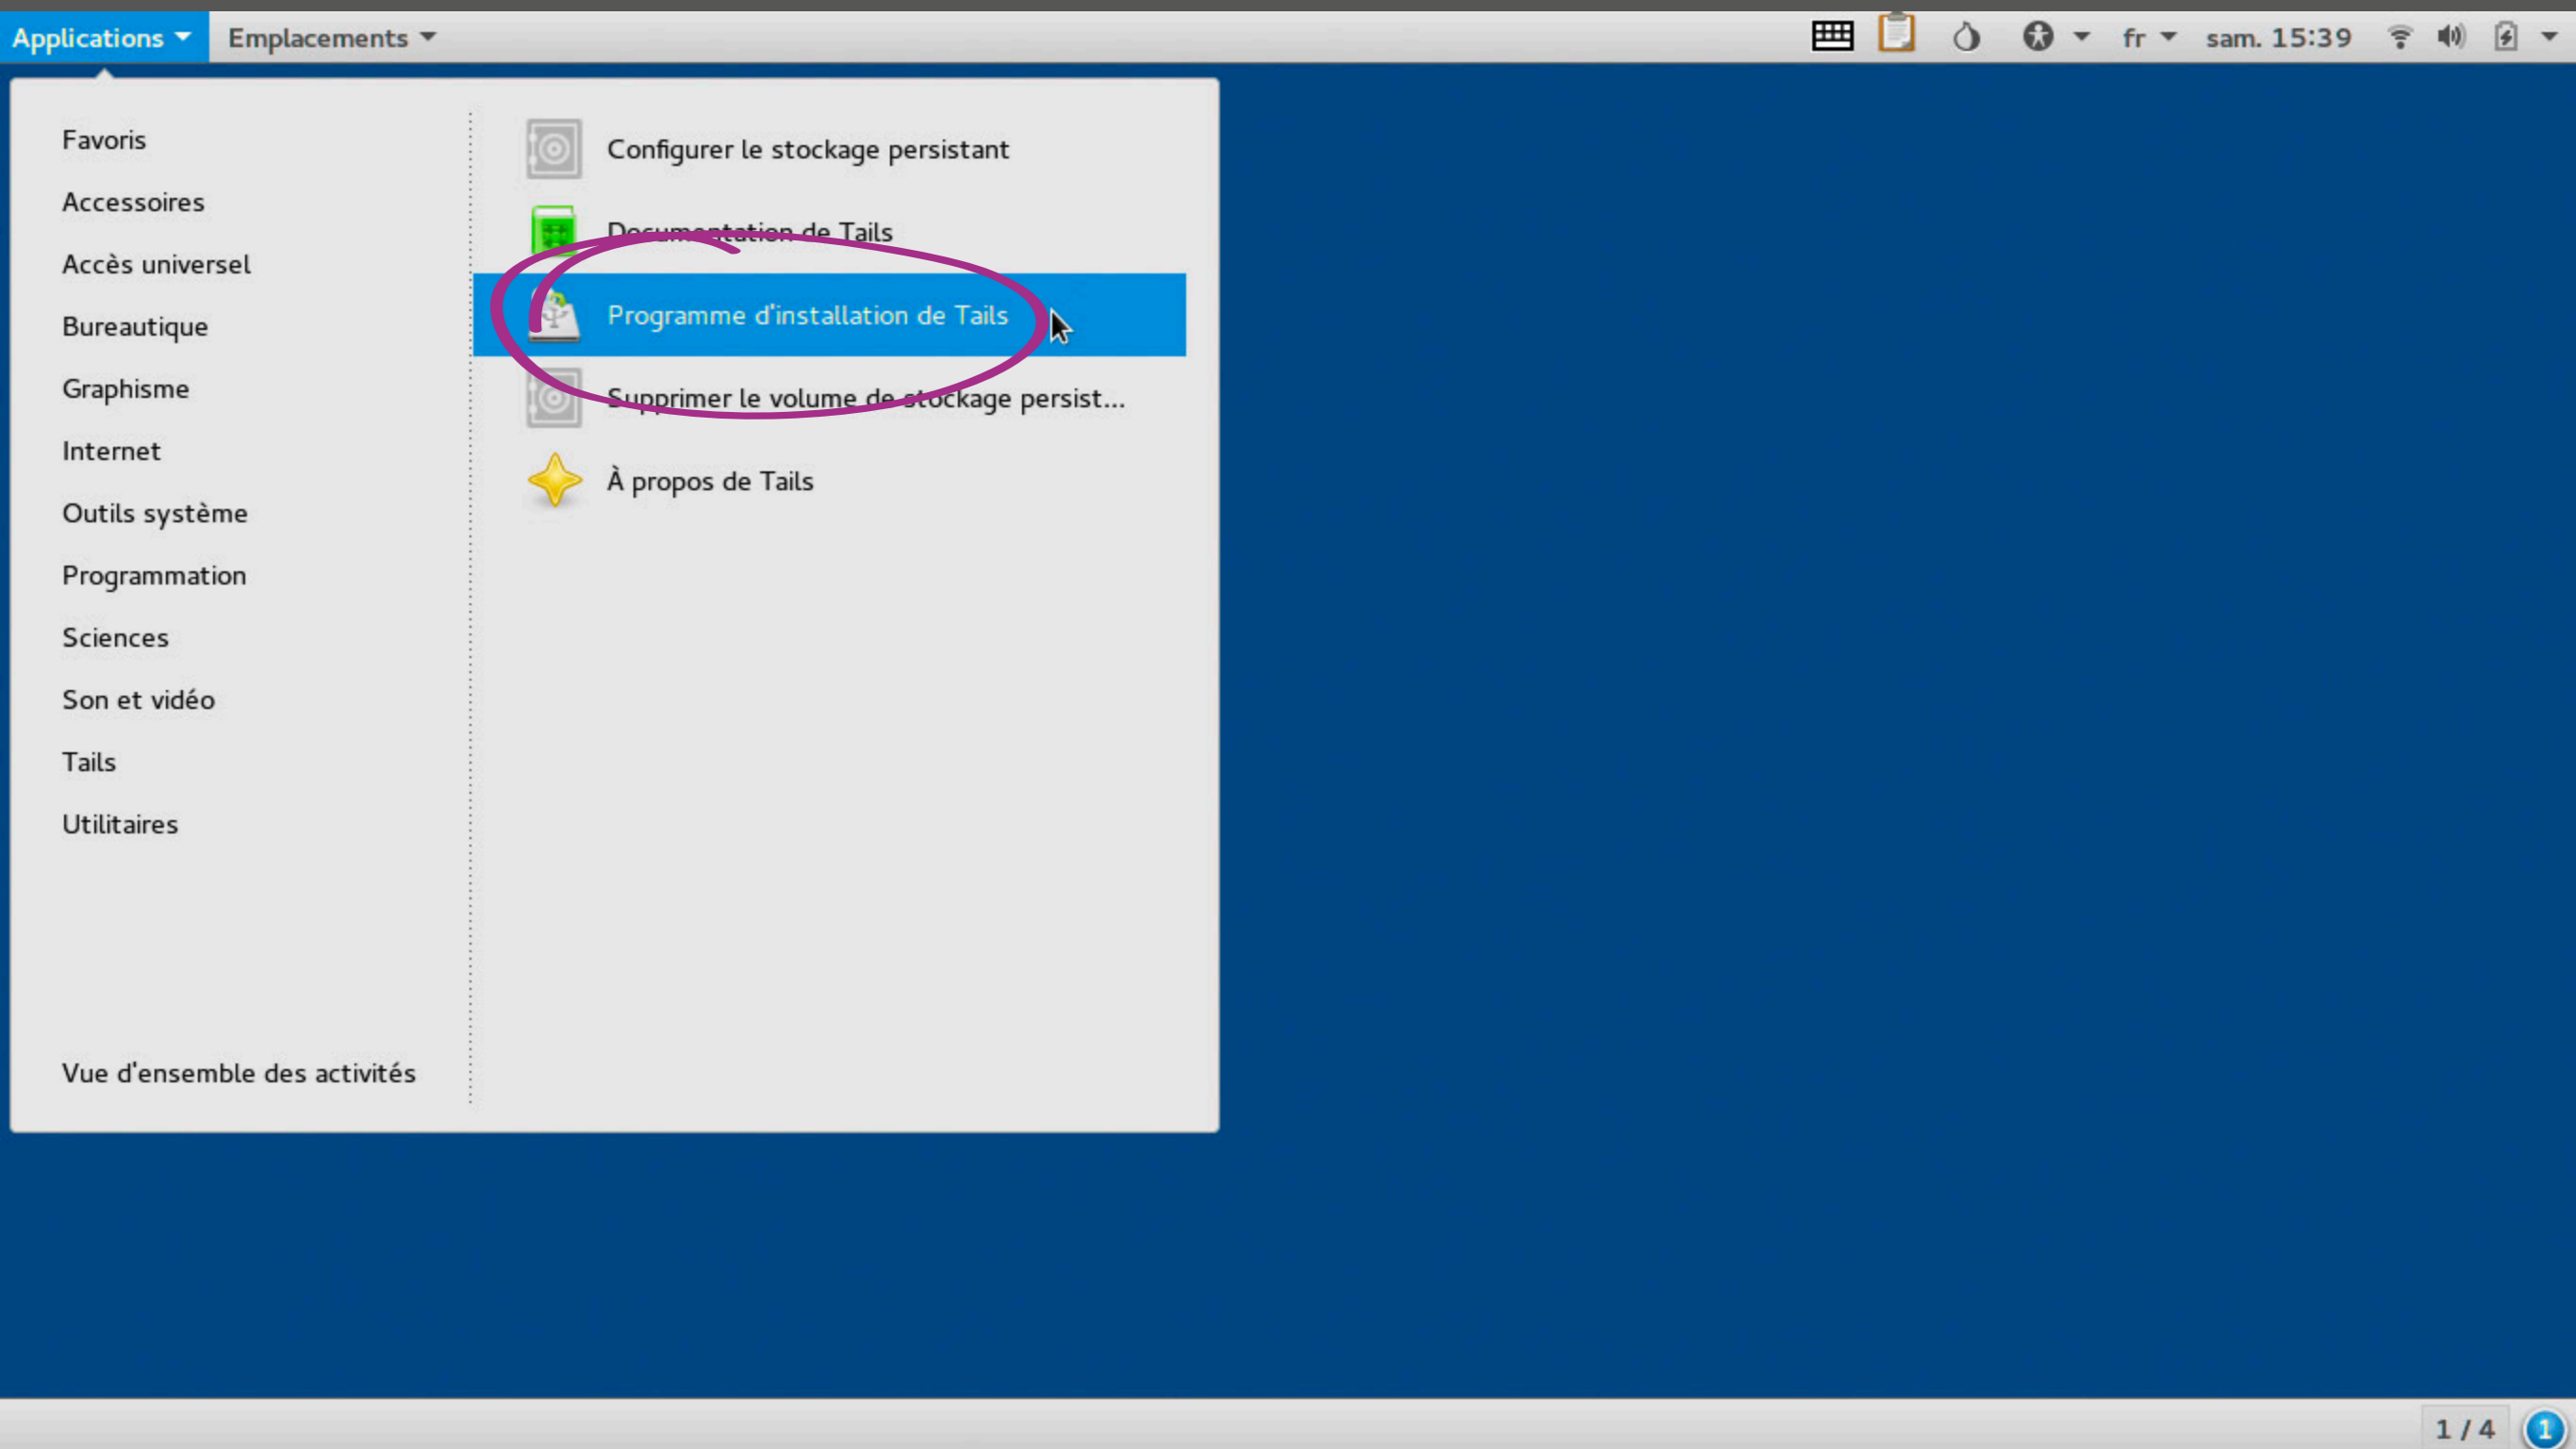 Applications Emplacements fr sam. 15:39
Favoris
Accessoires
Accès universel
Bureautique
Graphisme
Internet
Outils système
Programmation
Sciences
Son et vidéo
Tails
Utilitaires
Vue d'ensemble des activités
Configurer le stockage persistant
Documentation de Tails
Programme d'installation de Tails
Supprimer le volume de stockage persist...
À propos de Tails
1 / 4 1